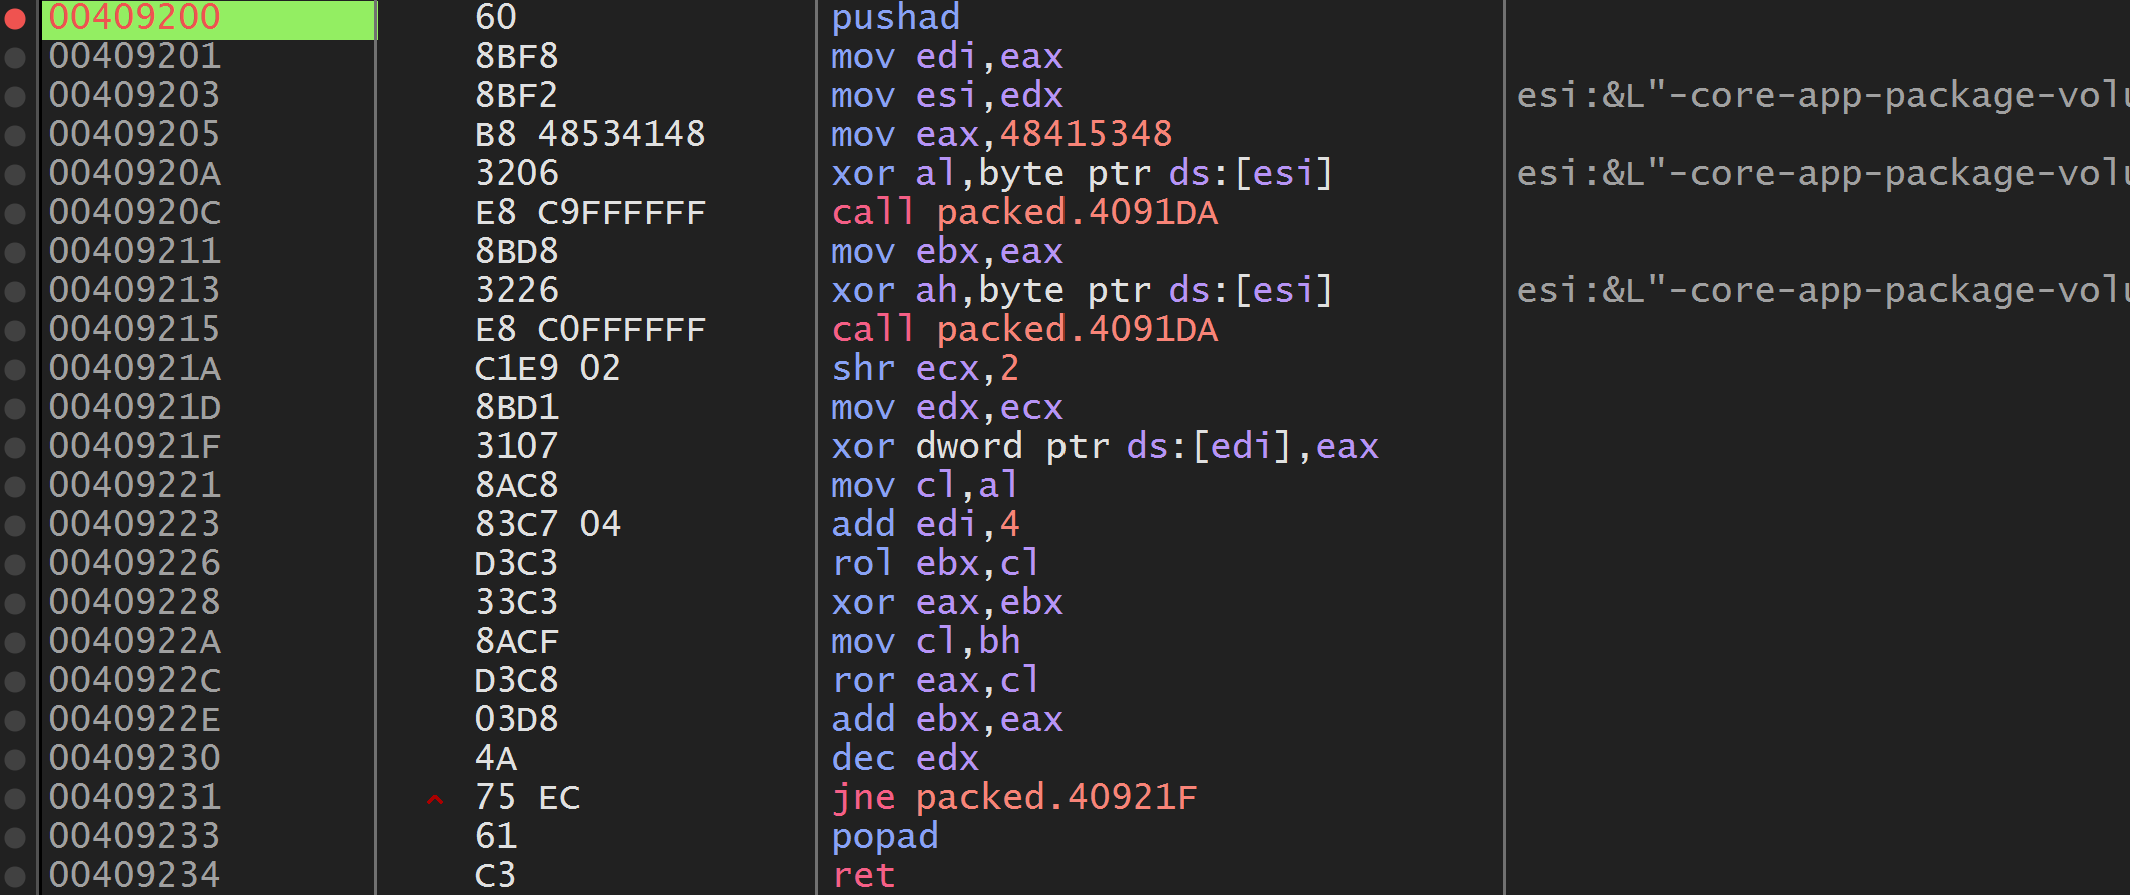 00409200 60 pushad
00409201 8BF8 mov edi,eax
00409203 8BF2 mov esi,edx esi:&L"-core-app-package-volu
00409205 B8 48534148 mov eax,48415348
0040920A 3206 xor al,byte ptr ds:[esi] esi:&L"-core-app-package-volu
0040920C E8 C9FFFFFF call packed.4091DA
00409211 8BD8 mov ebx,eax
00409213 3226 xor ah,byte ptr ds:[esi] esi:&L"-core-app-package-volu
00409215 E8 C0FFFFFF call packed.4091DA
0040921A C1E9 02 shr ecx,2
0040921D 8BD1 mov edx,ecx
0040921F 3107 xor dword ptr ds:[edi],eax
00409221 8AC8 mov cl,al
00409223 83C7 04 add edi,4
00409226 D3C3 rol ebx,cl
00409228 33C3 xor eax,ebx
0040922A 8ACF mov cl,bh
0040922C D3C8 ror eax,cl
0040922E 03D8 add ebx,eax
00409230 4A dec edx
00409231 ^ 75 EC jne packed.40921F
00409233 61 popad
00409234 C3 ret